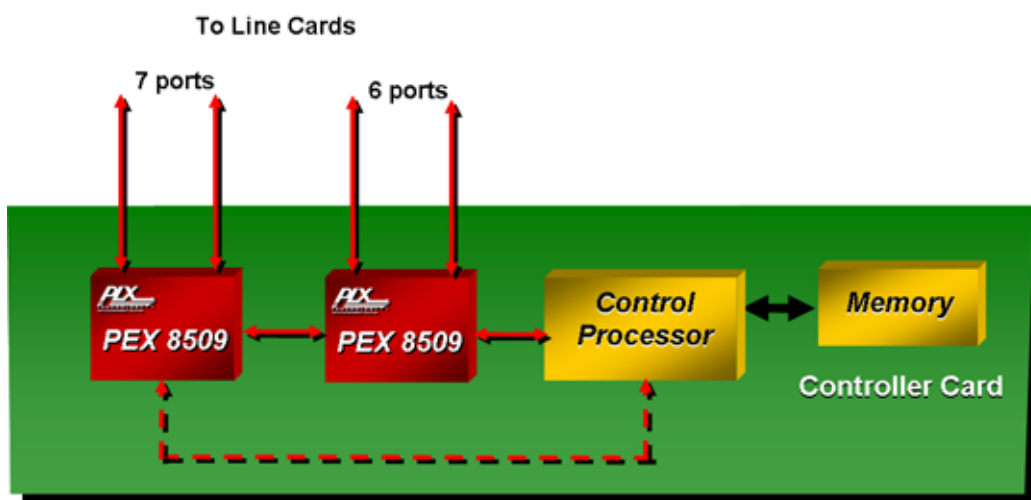 To Line Cards
7 ports
6 ports
PLX
PEX 8509
PLX
PEX 8509
Control
Processor
Memory
Controller Card